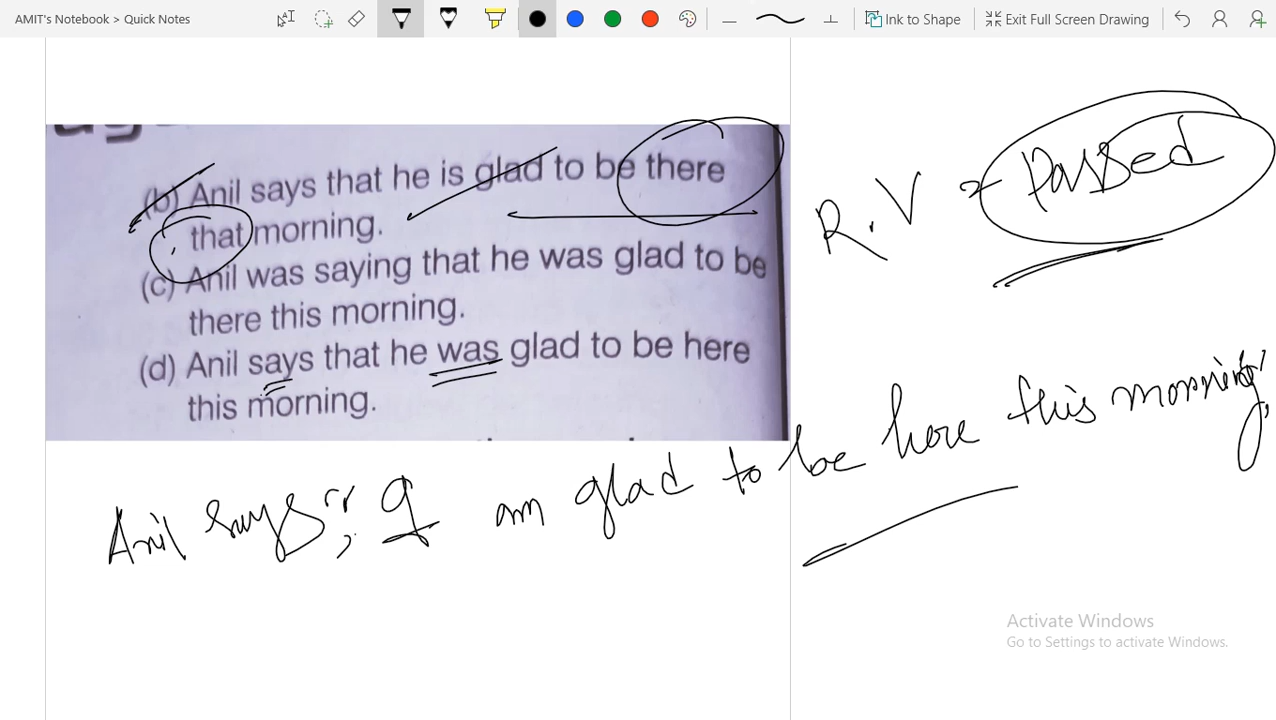 AMIT's Notebook > Quick Notes
Ink to Shape
Exit Full Screen Drawing
(b) Anil says that he is glad to be there
that morning.
(c) Anil was saying that he was glad to be
there this morning.
(d) Anil says that he was glad to be here
this morning.
R.V Passed
Anil says, "I am glad to be here this morning"
Activate Windows
Go to Settings to activate Windows.